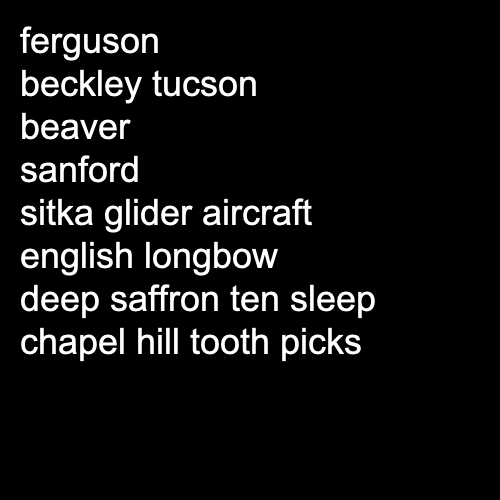 ferguson
beckley tucson
beaver
sanford
sitka glider aircraft
english longbow
deep saffron ten sleep
chapel hill tooth picks